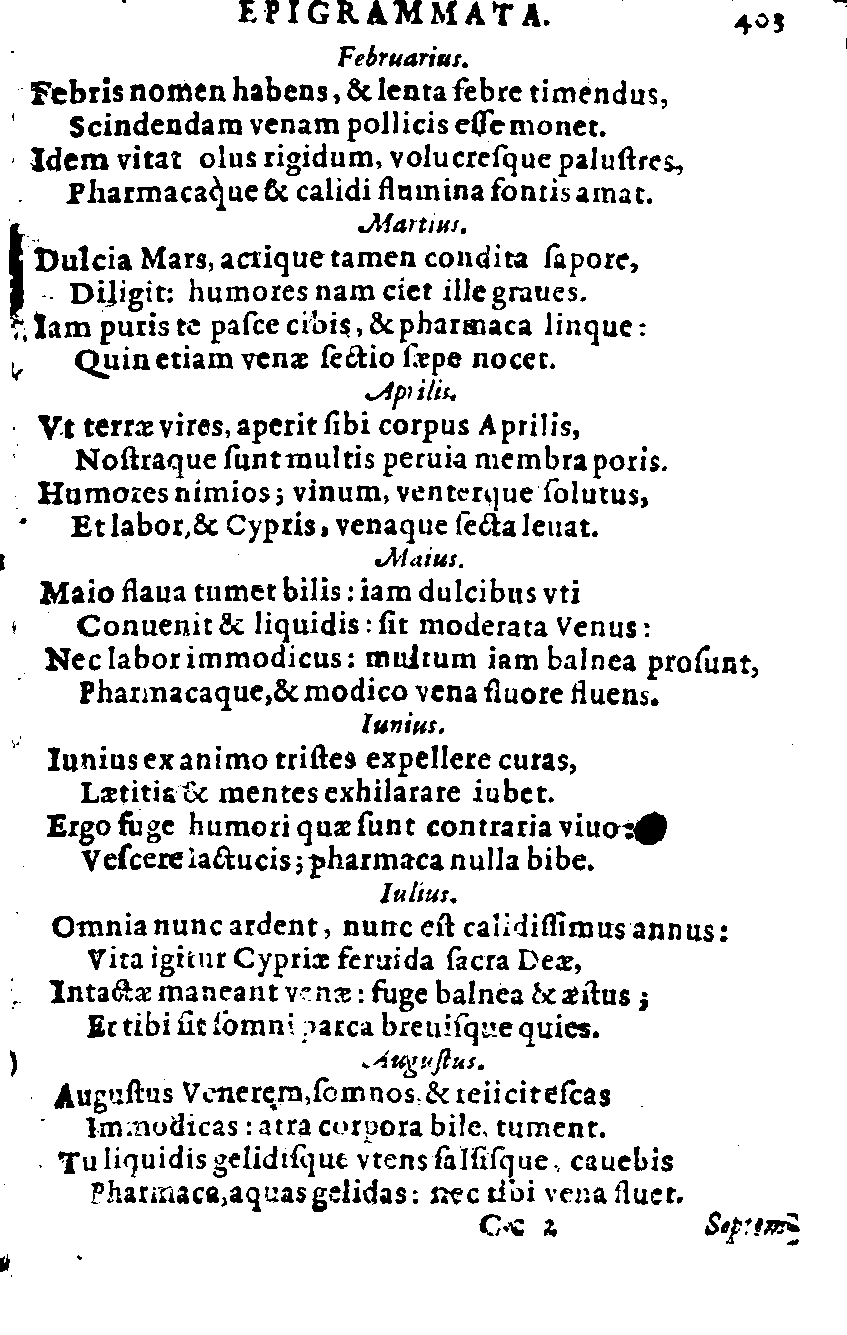 EPIGRAMMATA. 403
Februarius.
Febris nomen habens, & lenta febre timendus,
Scindendam venam pollicis eſſe monet.
Idem vitat olus rigidum, volucreſque paluſtres,
Pharmacaq̀ue & calidi flumina fontis amat.
Martius.
Dulcia Mars, acrique tamen condita ſapore,
Diligit: humores nam ciet ille graues.
Iam puris te paſce cibis, & pharmaca linque:
Quin etiam venæ ſectio ſæpe nocet.
Aprilis.
Vt terræ vires, aperit ſibi corpus Aprilis,
Noſtraque ſunt multis peruia membra poris.
Humores nimios; vinum, venterque ſolutus,
Et labor, & Cypris, venaque ſecta leuat.
Maius.
Maio flaua tumet bilis: iam dulcibus vti
Conuenit & liquidis: ſit moderata Venus:
Nec labor immodicus: multum iam balnea proſunt,
Pharmacaque, & modico vena fluore fluens.
Iunius.
Iunius ex animo triſtes expellere curas,
Lætitia & mentes exhilarare iubet.
Ergo fuge humori quæ ſunt contraria viuo:
Veſcere lactucis; pharmaca nulla bibe.
Iulius.
Omnia nunc ardent, nunc eſt calidiſſimus annus:
Vita igitur Cypriæ feruida ſacra Deæ,
Intactæ maneant venæ: fuge balnea & æſtus;
Et tibi ſit ſomni parca breuiſque quies.
Auguſtus.
Auguſtus Venerem, ſomnos, & reiicit eſcas
Immodicas: atra corpora bile, tument.
Tu liquidis gelidiſque vtens ſalſiſque, cauebis
Pharmaca, aquas gelidas: nec tibi vena fluet.
Cc 2 Septem-